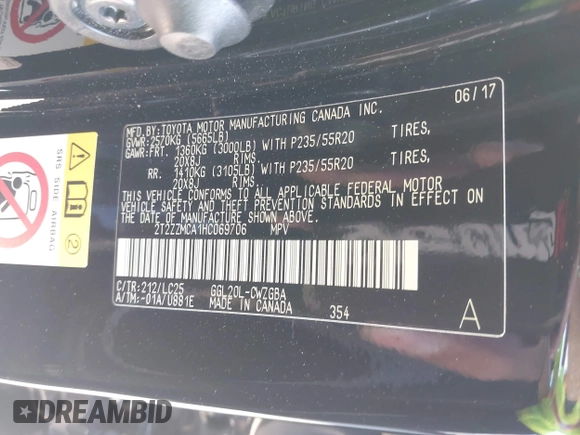 MFD.BY:TOYOTA MOTOR MANUFACTURING CANADA INC. 06/17
GVWR:2570KG (5665LB)
GAWR:FRT. 1360KG (3000LB) WITH P235/55R20 TIRES,
20X8J RIMS,
RR. 1410KG (3105LB) WITH P235/55R20 TIRES,
20X8J RIMS.
THIS VEHICLE CONFORMS TO ALL APPLICABLE FEDERAL MOTOR
VEHICLE SAFETY AND THEFT PREVENTION STANDARDS IN EFFECT ON
THE DATE OF MANUFACTURE SHOWN ABOVE.
2T2ZZMCA1HC069706 MPV
C/TR:212/LC25 GGL20L-CWZGBA
A/TM:-01A/U881E MADE IN CANADA 354 A
SRS SIDE AIRBAG
2
DREAMBID